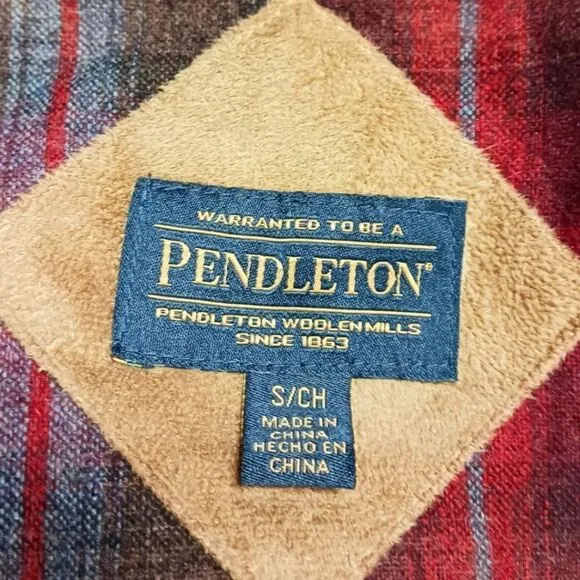 WARRANTED TO BE A
PENDLETON®
PENDLETON WOOLEN MILLS
SINCE 1863
S/CH
MADE IN
CHINA
HECHO EN
CHINA